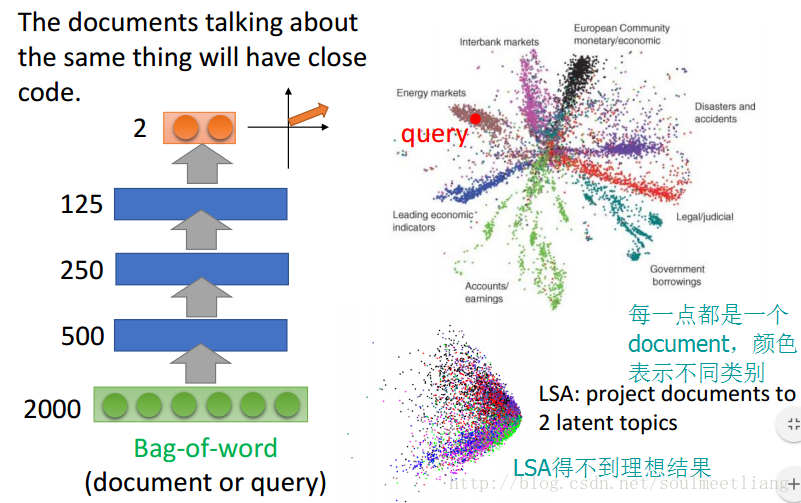 The documents talking about
the same thing will have close
code.
2
125
250
500
2000
Bag-of-word
(document or query)
Interbank markets
European Community
monetary/economic
Energy markets
query
Disasters and
accidents
Leading economic
indicators
Legal/judicial
Government
borrowings
Accounts/
earnings
每一点都是一个
document，颜色
表示不同类别
LSA: project documents to
2 latent topics
LSA得不到理想结果
http://blog.csdn.net/soulmeetliang